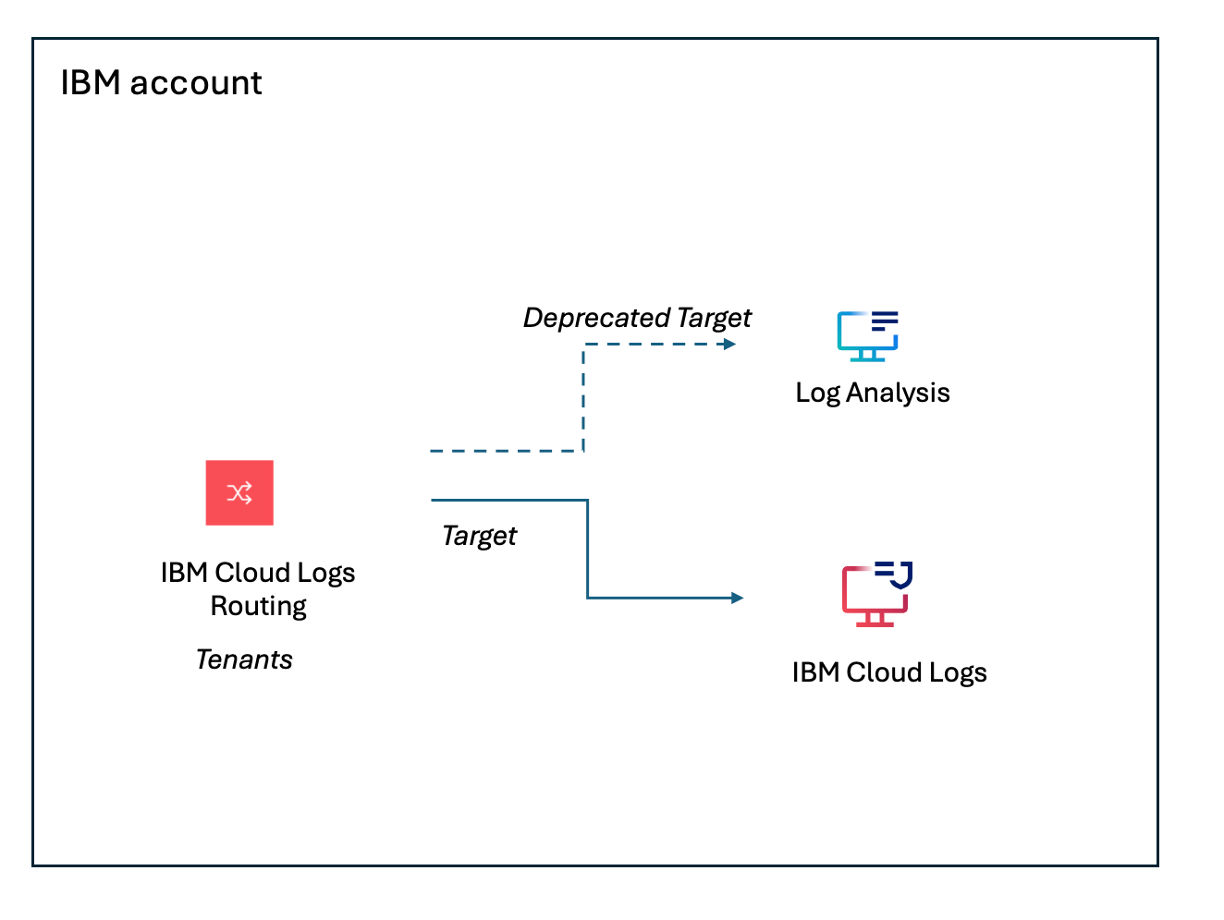 IBM account
Deprecated Target
Log Analysis
Target
IBM Cloud Logs
Routing
Tenants
IBM Cloud Logs